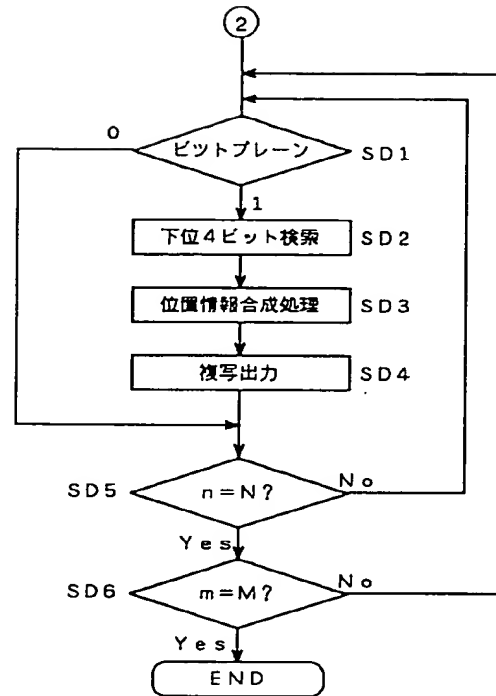 2
0
ビットプレーン SD1
1
下位4ビット検索 SD2
位置情報合成処理 SD3
複写出力 SD4
SD5 n=N? No
Yes
SD6 m=M? No
Yes
END